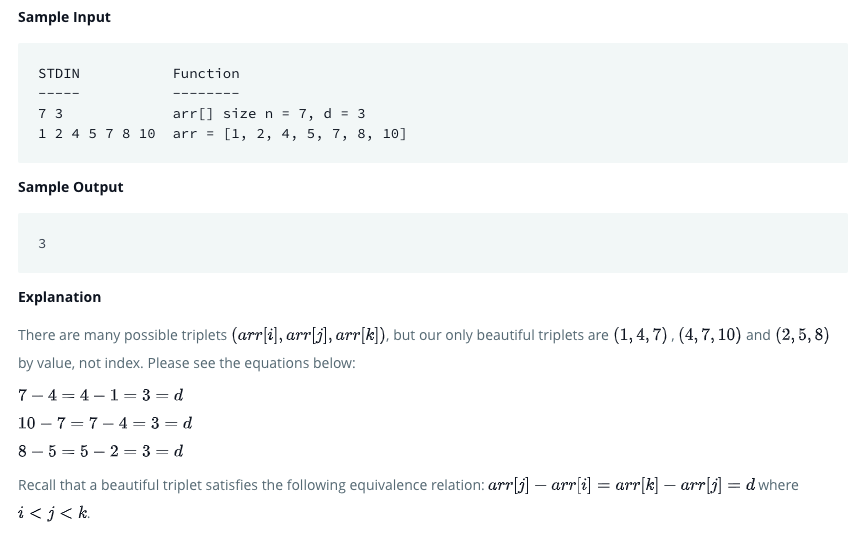 Sample Input
STDIN Function
----- --------
7 3 arr[] size n = 7, d = 3
1 2 4 5 7 8 10 arr = [1, 2, 4, 5, 7, 8, 10]
Sample Output
3
Explanation
There are many possible triplets (arr[i], arr[j], arr[k]), but our only beautiful triplets are (1, 4, 7) , (4, 7, 10) and (2, 5, 8)
by value, not index. Please see the equations below:
7 − 4 = 4 − 1 = 3 = d
10 − 7 = 7 − 4 = 3 = d
8 − 5 = 5 − 2 = 3 = d
Recall that a beautiful triplet satisfies the following equivalence relation: arr[j] − arr[i] = arr[k] − arr[j] = d where
i < j < k.